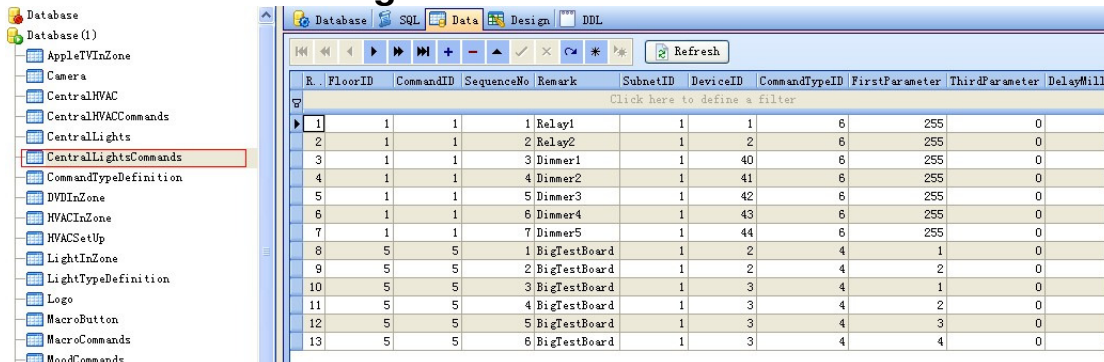 Database
Database(1)
AppleTVInZone
Camera
CentralHVAC
CentralHVACCommands
CentralLights
CentralLightsCommands
CommandTypeDefinition
DVDInZone
HVACInZone
HVACSetUp
LightInZone
LightTypeDefinition
Logo
MacroButton
MacroCommands
MoodCommands
Database SQL Data Design DDL
Refresh
R.. FloorID CommandID SequenceNo Remark SubnetID DeviceID CommandTypeID FirstParameter ThirdParameter DelayMill
Click here to define a filter
1 1 1 1 Relay1 1 1 6 255 0
2 1 1 2 Relay2 1 2 6 255 0
3 1 1 3 Dimmer1 1 40 6 255 0
4 1 1 4 Dimmer2 1 41 6 255 0
5 1 1 5 Dimmer3 1 42 6 255 0
6 1 1 6 Dimmer4 1 43 6 255 0
7 1 1 7 Dimmer5 1 44 6 255 0
8 5 5 1 BigTestBoard 1 2 4 1 0
9 5 5 2 BigTestBoard 1 2 4 2 0
10 5 5 3 BigTestBoard 1 3 4 1 0
11 5 5 4 BigTestBoard 1 3 4 2 0
12 5 5 5 BigTestBoard 1 3 4 3 0
13 5 5 6 BigTestBoard 1 3 4 4 0